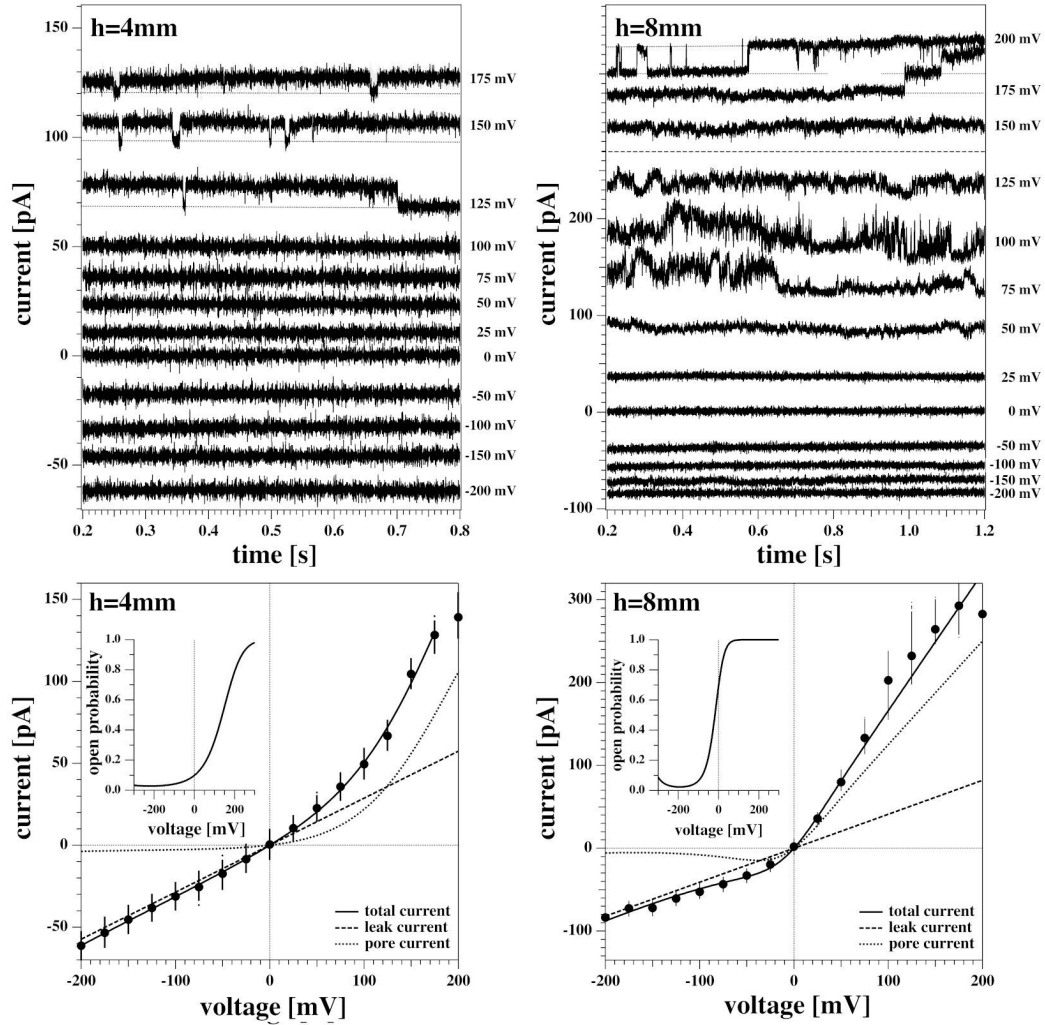 h=4mm
150
100
50
0
-50
current [pA]
175 mV
150 mV
125 mV
100 mV
75 mV
50 mV
25 mV
0 mV
-50 mV
-100 mV
-150 mV
-200 mV
0.2 0.3 0.4 0.5 0.6 0.7 0.8
time [s]
h=8mm
200
100
0
-100
current [pA]
200 mV
175 mV
150 mV
125 mV
100 mV
75 mV
50 mV
25 mV
0 mV
-50 mV
-100 mV
-150 mV
-200 mV
0.2 0.4 0.6 0.8 1.0 1.2
time [s]
h=4mm
150
100
50
0
-50
current [pA]
1.0
0.8
0.6
0.4
0.2
0.0
open probability
-200 0 200
voltage [mV]
total current
leak current
pore current
-200 -100 0 100 200
voltage [mV]
h=8mm
300
200
100
0
-100
current [pA]
1.0
0.8
0.6
0.4
0.2
0.0
open probability
-200 0 200
voltage [mV]
total current
leak current
pore current
-200 -100 0 100 200
voltage [mV]